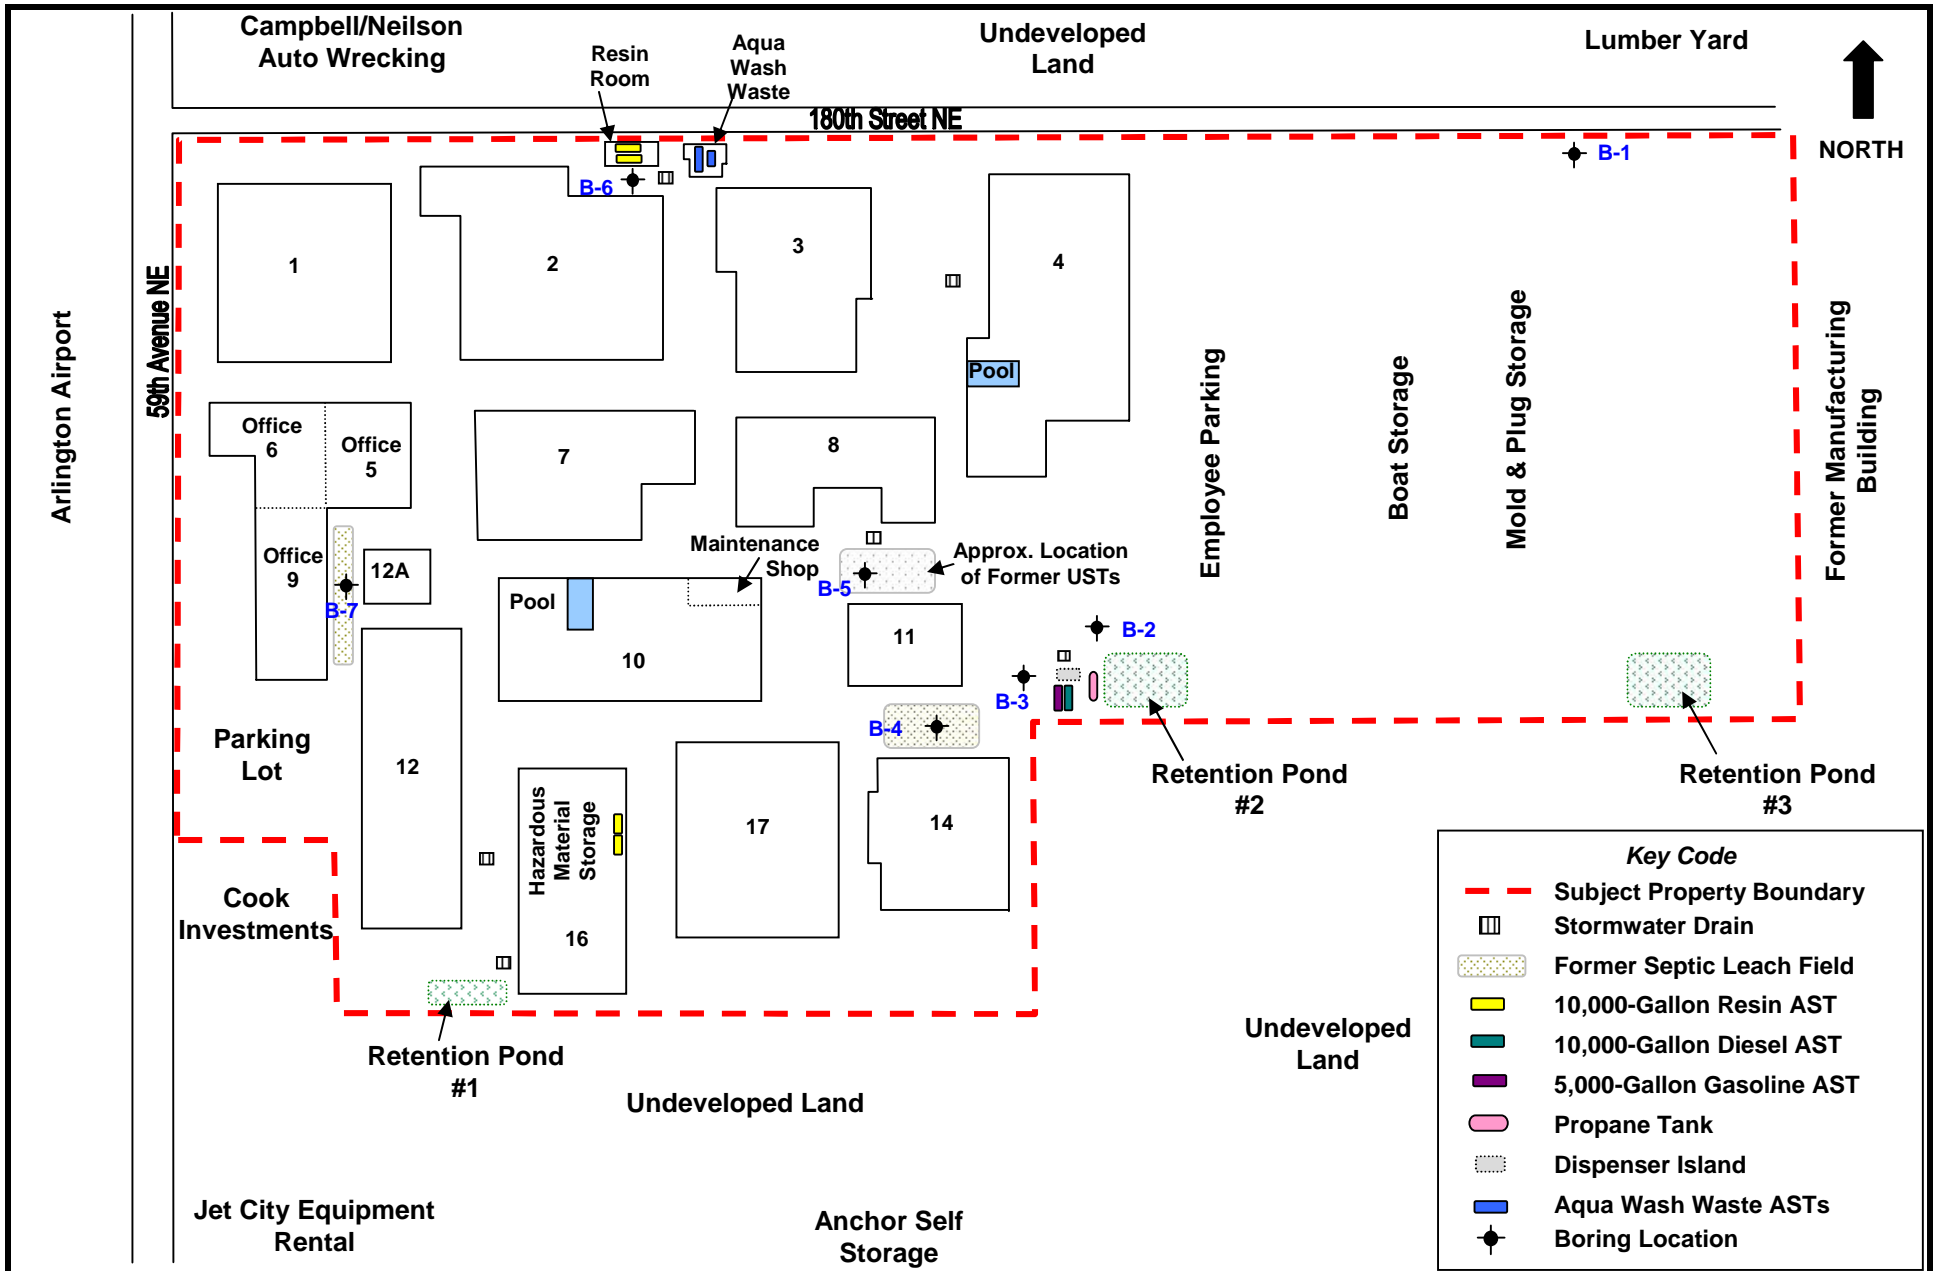 Campbell/Neilson
Auto Wrecking
Resin
Room
Aqua
Wash
Waste
Undeveloped
Land
Lumber Yard
NORTH
180th Street NE
59th Avenue NE
Arlington Airport
B-1
B-6
1
2
3
4
Pool
Office
6
Office
5
7
8
Employee Parking
Boat Storage
Mold & Plug Storage
Former Manufacturing
Building
Office
9
12A
B-7
Maintenance
Shop
Approx. Location
of Former USTs
B-5
Pool
10
11
B-2
B-3
B-4
Parking
Lot
12
Hazardous
Material
Storage
16
17
14
Retention Pond
#2
Retention Pond
#3
Cook
Investments
Retention Pond
#1
Undeveloped Land
Undeveloped
Land
Jet City Equipment
Rental
Anchor Self
Storage
Key Code
Subject Property Boundary
Stormwater Drain
Former Septic Leach Field
10,000-Gallon Resin AST
10,000-Gallon Diesel AST
5,000-Gallon Gasoline AST
Propane Tank
Dispenser Island
Aqua Wash Waste ASTs
Boring Location